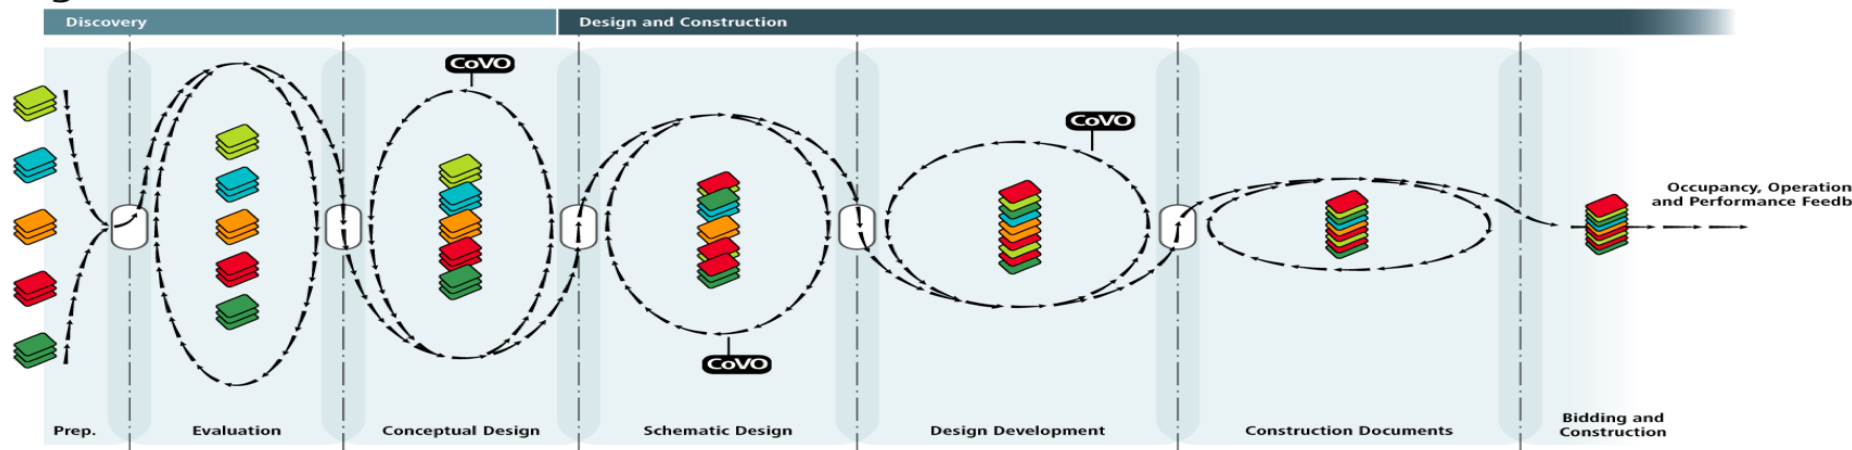 Discovery
Design and Construction
CoVO
CoVO
CoVO
Occupancy, Operation
and Performance Feedb
Prep.
Evaluation
Conceptual Design
Schematic Design
Design Development
Construction Documents
Bidding and
Construction